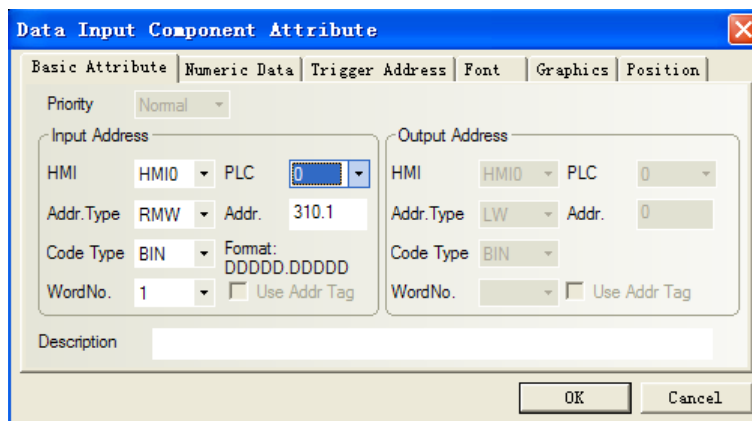 Data Input Component Attribute
Basic Attribute Numeric Data Trigger Address Font Graphics Position
Priority Normal
Input Address Output Address
HMI HMI0 PLC 0 HMI HMI0 PLC 0
Addr.Type RMW Addr. 310.1 Addr.Type LW Addr. 0
Code Type BIN Format: DDDDD.DDDDD Code Type BIN
WordNo. 1 Use Addr Tag WordNo. Use Addr Tag
Description
OK Cancel